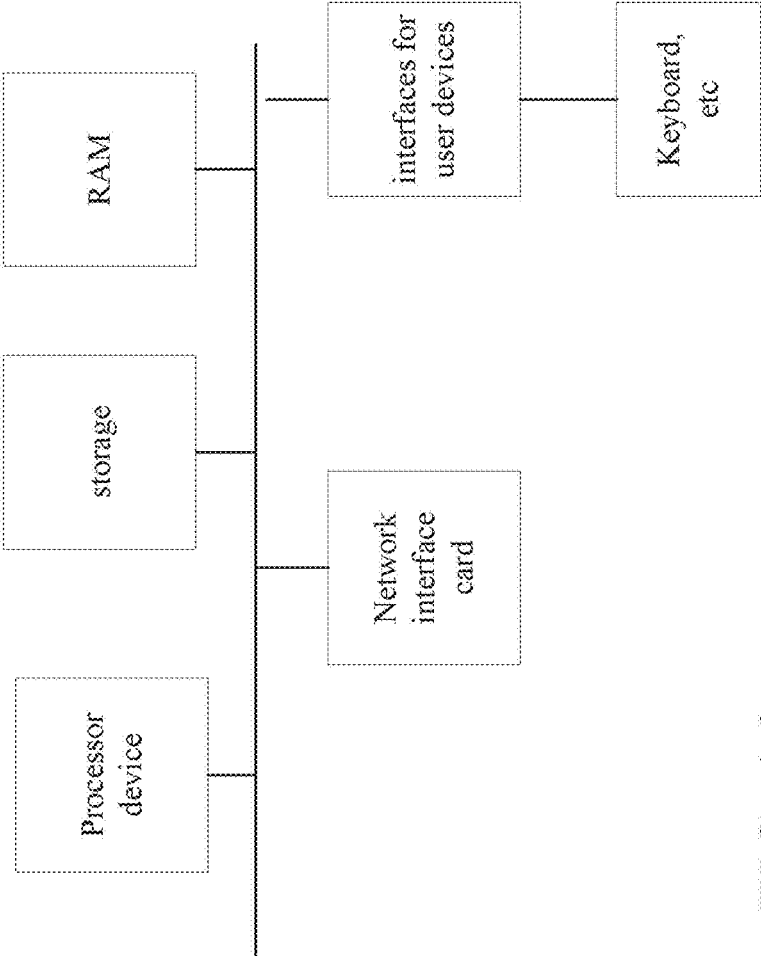 Processor
device
storage
RAM
Network
interface
card
interfaces for
user devices
Keyboard,
etc